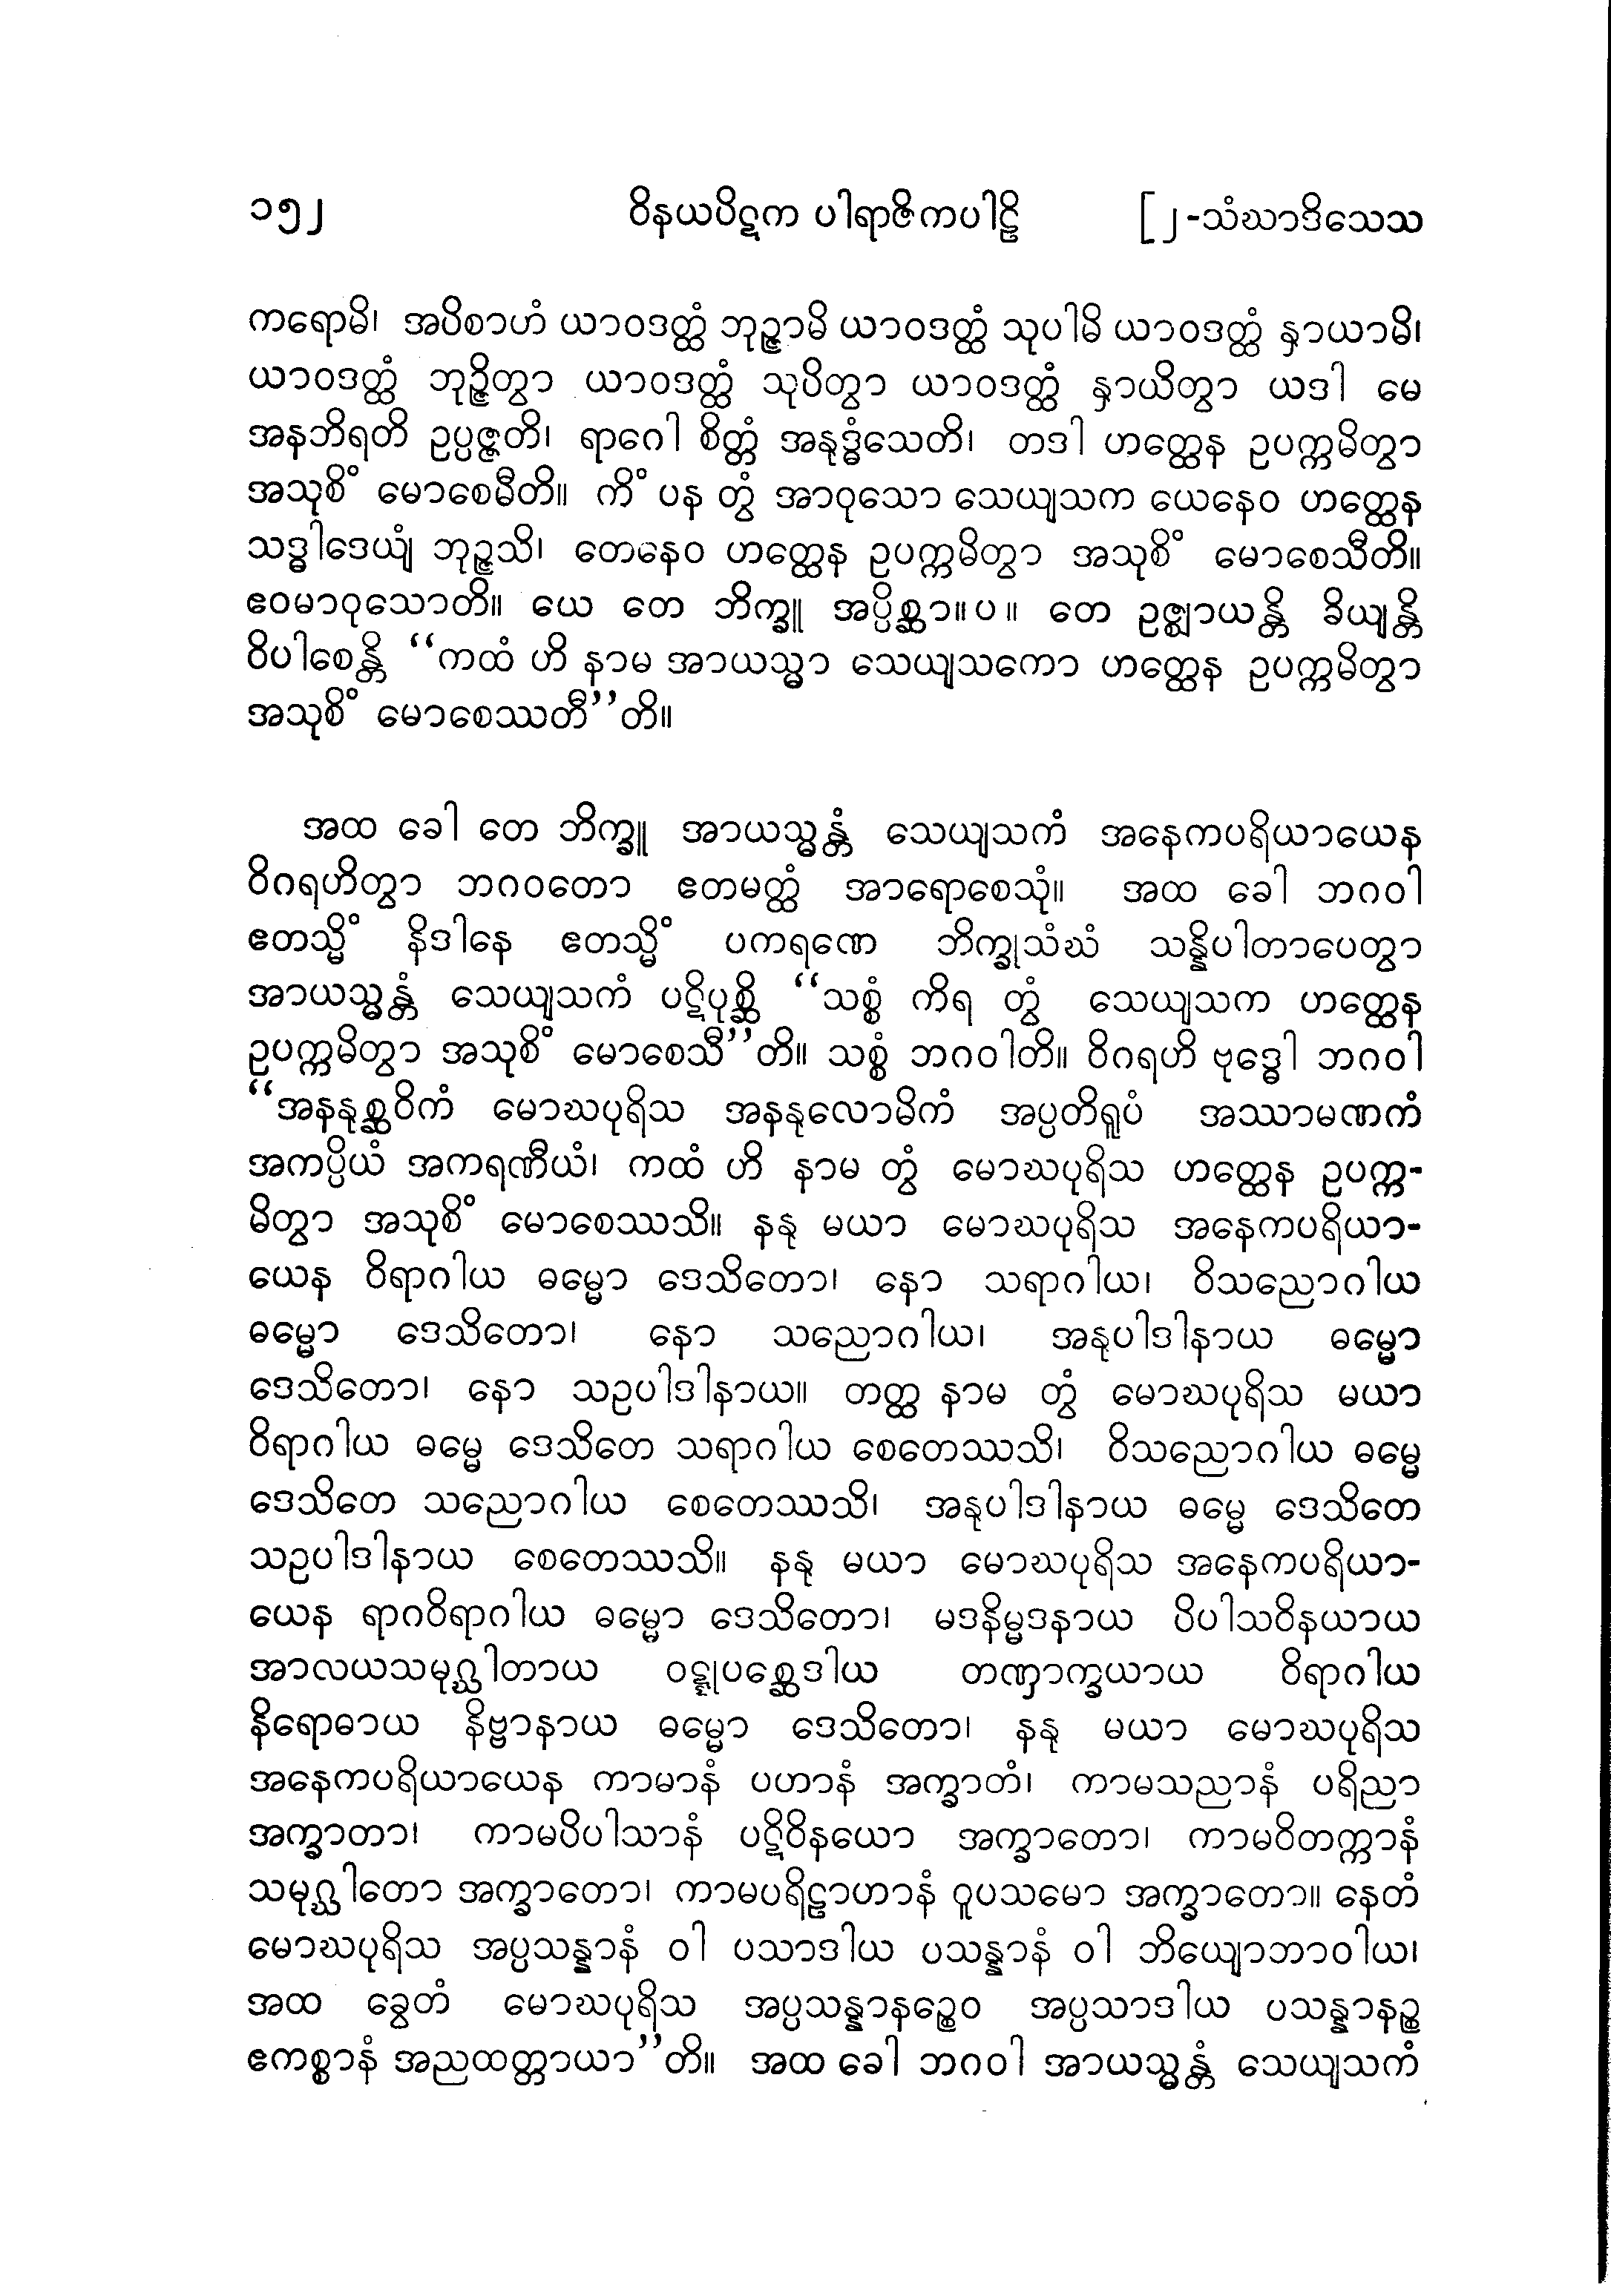 ၁၅၂ ဝိနယပိဋက ပါရာဇိကပါဠိ [၂-သံဃာဒိသေသ
ကရောမိ၊ အပိစာဟံ ယာဝဒတ္ထံ ဘုဉ္ဇာမိ ယာဝဒတ္ထံ သုပါမိ ယာဝဒတ္ထံ နှာယာမိ၊
ယာဝဒတ္ထံ ဘုဉ္ဇိတွာ ယာဝဒတ္ထံ သုပိတွာ ယာဝဒတ္ထံ နှာယိတွာ ယဒါ မေ
အနဘိရတိ ဥပ္ပဇ္ဇတိ၊ ရာဂေါ စိတ္တံ အနုဒ္ဓံသေတိ၊ တဒါ ဟတ္ထေန ဥပက္ကမိတွာ
အသုစိံ မောစေမီတိ။ ကိံ ပန တွံ အာဝုသော သေယျသက ယေနေဝ ဟတ္ထေန
သဒ္ဓါဒေယျံ ဘုဉ္ဇသိ၊ တေနေဝ ဟတ္ထေန ဥပက္ကမိတွာ အသုစိံ မောစေသီတိ။
ဧဝမာဝုသောတိ။ ယေ တေ ဘိက္ခူ အပ္ပိစ္ဆာ။ပ။ တေ ဥဇ္ဈာယန္တိ ခိယျန္တိ
ဝိပါစေန္တိ “ကထံ ဟိ နာမ အာယသ္မာ သေယျသကော ဟတ္ထေန ဥပက္ကမိတွာ
အသုစိံ မောစေဿတီ”တိ။
အထ ခေါ တေ ဘိက္ခူ အာယသ္မန္တံ သေယျသကံ အနေကပရိယာယေန
ဝိဂရဟိတွာ ဘဂဝတော ဧတမတ္ထံ အာရောစေသုံ။ အထ ခေါ ဘဂဝါ
ဧတသ္မိံ နိဒါနေ ဧတသ္မိံ ပကရဏေ ဘိက္ခုသံဃံ သန္နိပါတာပေတွာ
အာယသ္မန္တံ သေယျသကံ ပဋိပုစ္ဆိ “သစ္စံ ကိရ တွံ သေယျသက ဟတ္ထေန
ဥပက္ကမိတွာ အသုစိံ မောစေသီ”တိ။ သစ္စံ ဘဂဝါတိ။ ဝိဂရဟိ ဗုဒ္ဓေါ ဘဂဝါ
“အနနုစ္ဆဝိကံ မောဃပုရိသ အနနုလောမိကံ အပ္ပတိရူပံ အဿာမဏကံ
အကပ္ပိယံ အကရဏီယံ၊ ကထံ ဟိ နာမ တွံ မောဃပုရိသ ဟတ္ထေန ဥပက္က-
မိတွာ အသုစိံ မောစေဿသိ။ နနု မယာ မောဃပုရိသ အနေကပရိယာ-
ယေန ဝိရာဂါယ ဓမ္မော ဒေသိတော၊ နော သရာဂါယ၊ ဝိသညောဂါယ
ဓမ္မော ဒေသိတော၊ နော သညောဂါယ၊ အနုပါဒါနာယ ဓမ္မော
ဒေသိတော၊ နော သဥပါဒါနာယ။ တတ္ထ နာမ တွံ မောဃပုရိသ မယာ
ဝိရာဂါယ ဓမ္မေ ဒေသိတေ သရာဂါယ စေတေဿသိ၊ ဝိသညောဂါယ ဓမ္မေ
ဒေသိတေ သညောဂါယ စေတေဿသိ၊ အနုပါဒါနာယ ဓမ္မေ ဒေသိတေ
သဥပါဒါနာယ စေတေဿသိ။ နနု မယာ မောဃပုရိသ အနေကပရိယာ-
ယေန ရာဂဝိရာဂါယ ဓမ္မော ဒေသိတော၊ မဒနိမ္မဒနာယ ပိပါသဝိနယာယ
အာလယသမုဂ္ဃါတာယ ဝဋ္ဋုပစ္ဆေဒါယ တဏှာက္ခယာယ ဝိရာဂါယ
နိရောဓာယ နိဗ္ဗာနာယ ဓမ္မော ဒေသိတော၊ နနု မယာ မောဃပုရိသ
အနေကပရိယာယေန ကာမာနံ ပဟာနံ အက္ခာတံ၊ ကာမသညာနံ ပရိညာ
အက္ခာတာ၊ ကာမပိပါသာနံ ပဋိဝိနယော အက္ခာတော၊ ကာမဝိတက္ကာနံ
သမုဂ္ဃါတော အက္ခာတော၊ ကာမပရိဠာဟာနံ ဝူပသမော အက္ခာတော။ နေတံ
မောဃပုရိသ အပ္ပသန္နာနံ ဝါ ပသာဒါယ ပသန္နာနံ ဝါ ဘိယျောဘာဝါယ၊
အထ ခွေတံ မောဃပုရိသ အပ္ပသန္နာနဉ္စေဝ အပ္ပသာဒါယ ပသန္နာနဉ္စ
ဧကစ္စာနံ အညထတ္တာယာ”တိ။ အထ ခေါ ဘဂဝါ အာယသ္မန္တံ သေယျသကံ